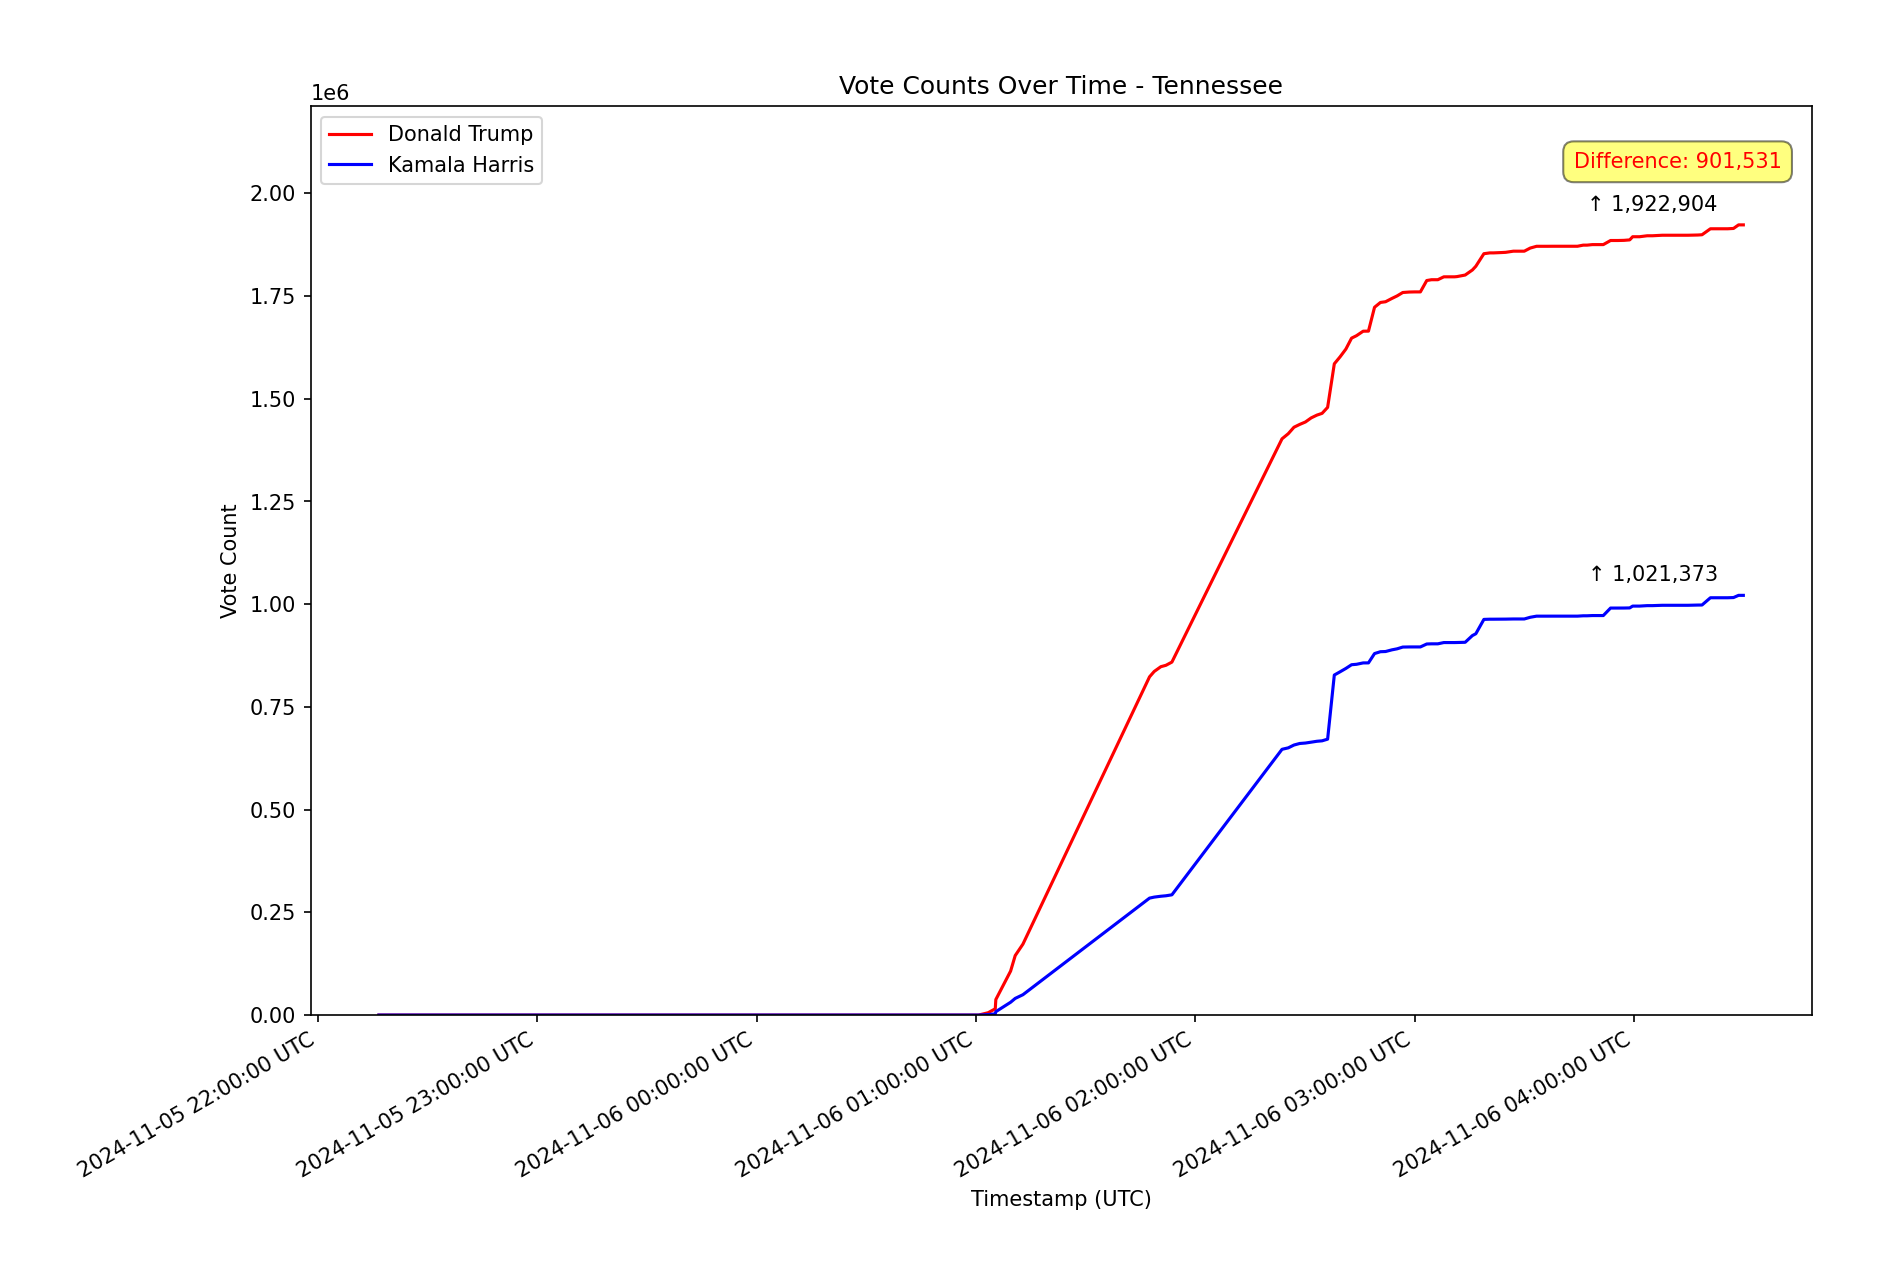 Vote Counts Over Time - Tennessee
1e6
Donald Trump
Kamala Harris
Difference: 901,531
↑ 1,922,904
↑ 1,021,373
Vote Count
2.00
1.75
1.50
1.25
1.00
0.75
0.50
0.25
0.00
2024-11-05 22:00:00 UTC
2024-11-05 23:00:00 UTC
2024-11-06 00:00:00 UTC
2024-11-06 01:00:00 UTC
2024-11-06 02:00:00 UTC
2024-11-06 03:00:00 UTC
2024-11-06 04:00:00 UTC
Timestamp (UTC)